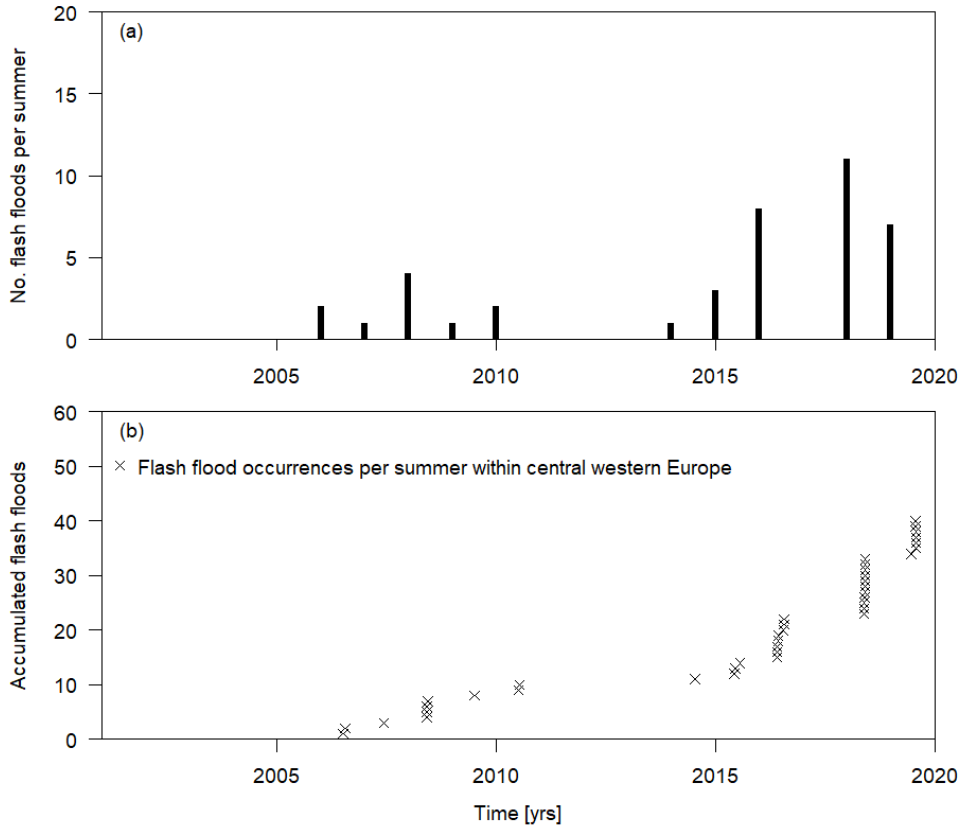 (a)
No. flash floods per summer
20
15
10
5
0
2005 2010 2015 2020
(b)
× Flash flood occurrences per summer within central western Europe
Accumulated flash floods
60
50
40
30
20
10
0
2005 2010 2015 2020
Time [yrs]